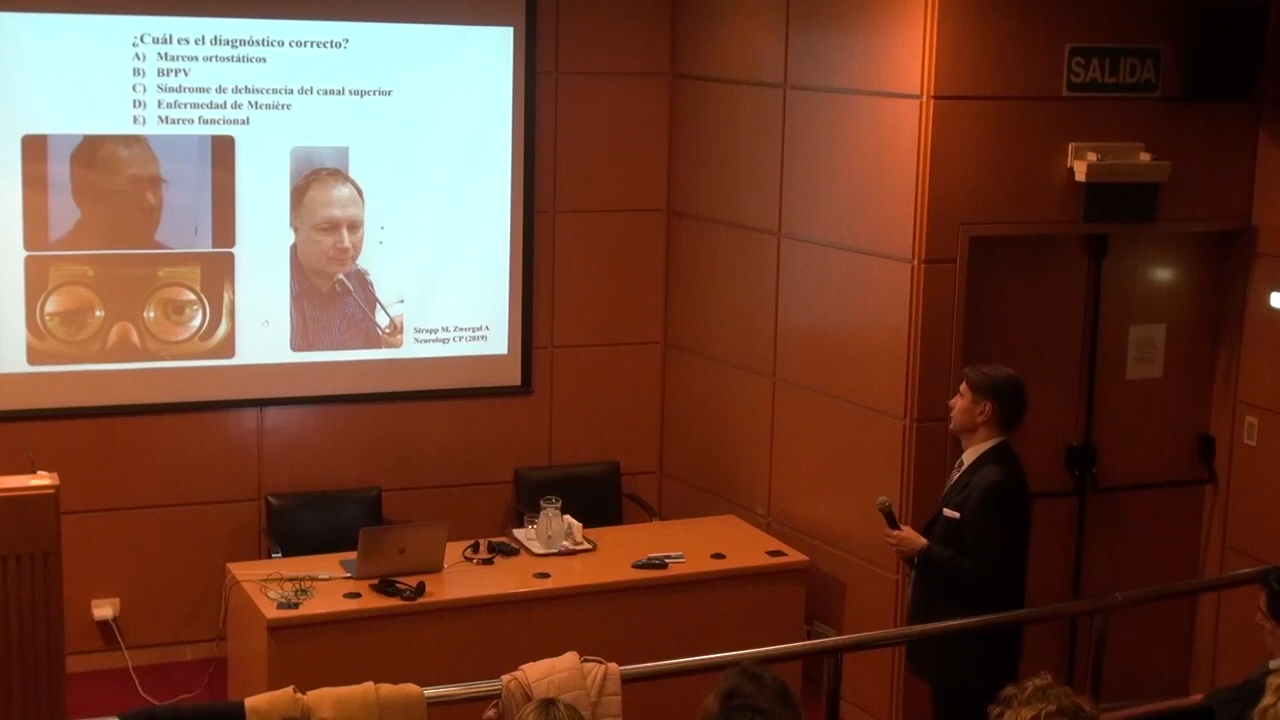 ¿Cuál es el diagnóstico correcto?
A) Mareos ortostáticos
B) BPPV
C) Síndrome de dehiscencia del canal superior
D) Enfermedad de Menière
E) Mareo funcional
Strupp M, Zwergal A
Neurology CP (2019)
SALIDA